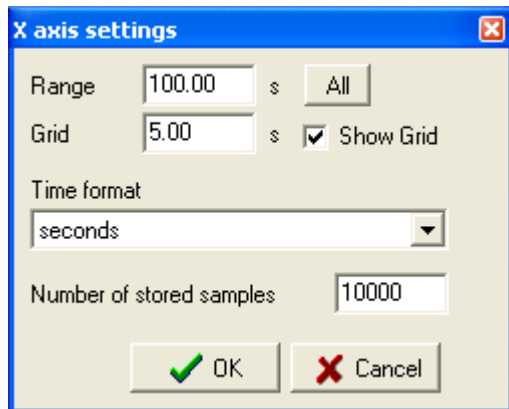 X axis settings
Range 100.00 s All
Grid 5.00 s Show Grid
Time format
seconds
Number of stored samples 10000
OK Cancel